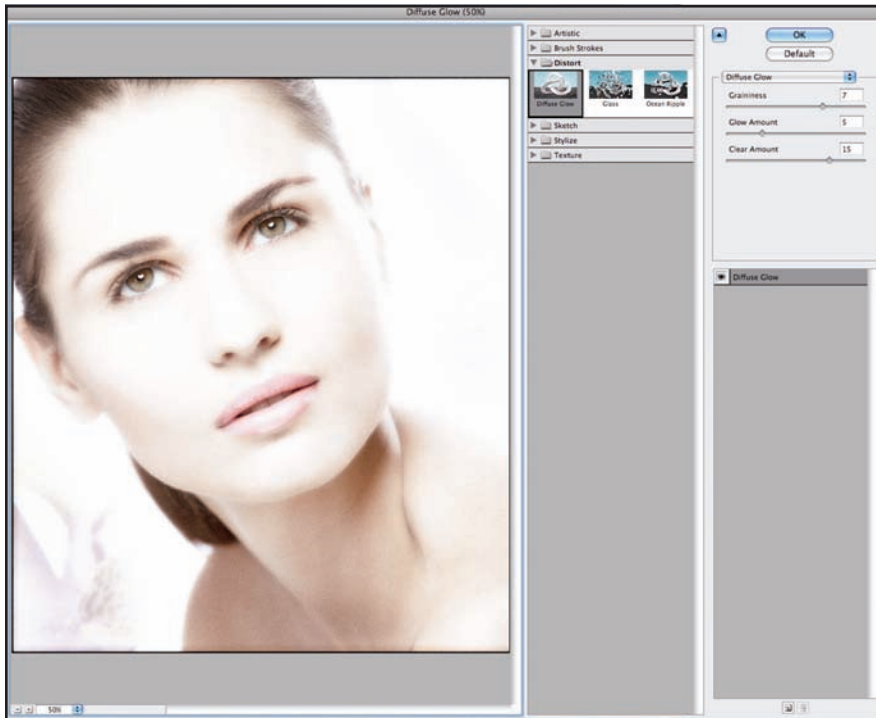 Diffuse Glow (50%)
Artistic
Brush Strokes
Distort
Diffuse Glow
Glass
Ocean Ripple
Sketch
Stylize
Texture
OK
Default
Diffuse Glow
Graininess 7
Glow Amount 5
Clear Amount 15
Diffuse Glow
50%